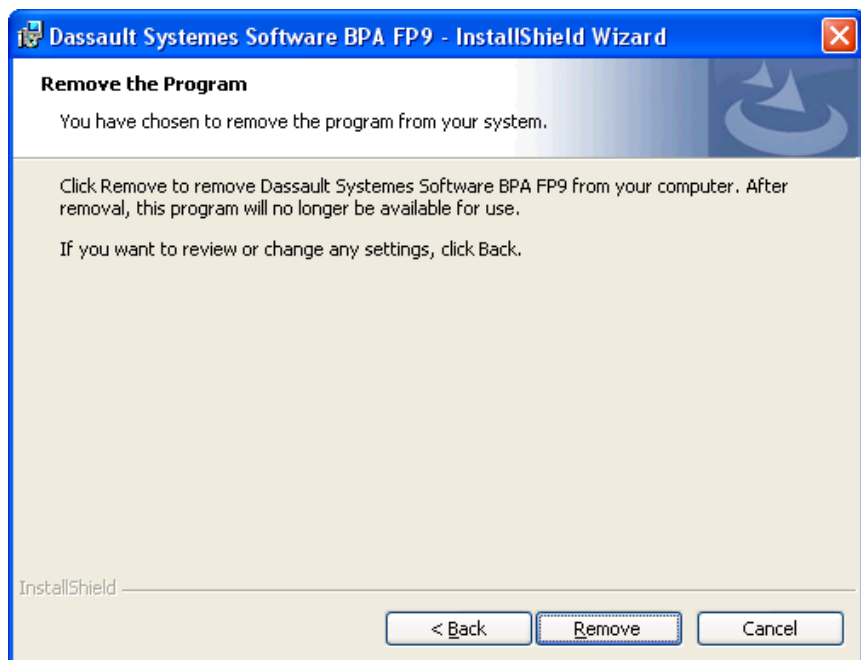 Dassault Systemes Software BPA FP9 - InstallShield Wizard
Remove the Program
You have chosen to remove the program from your system.
Click Remove to remove Dassault Systemes Software BPA FP9 from your computer. After
removal, this program will no longer be available for use.
If you want to review or change any settings, click Back.
InstallShield
< Back
Remove
Cancel